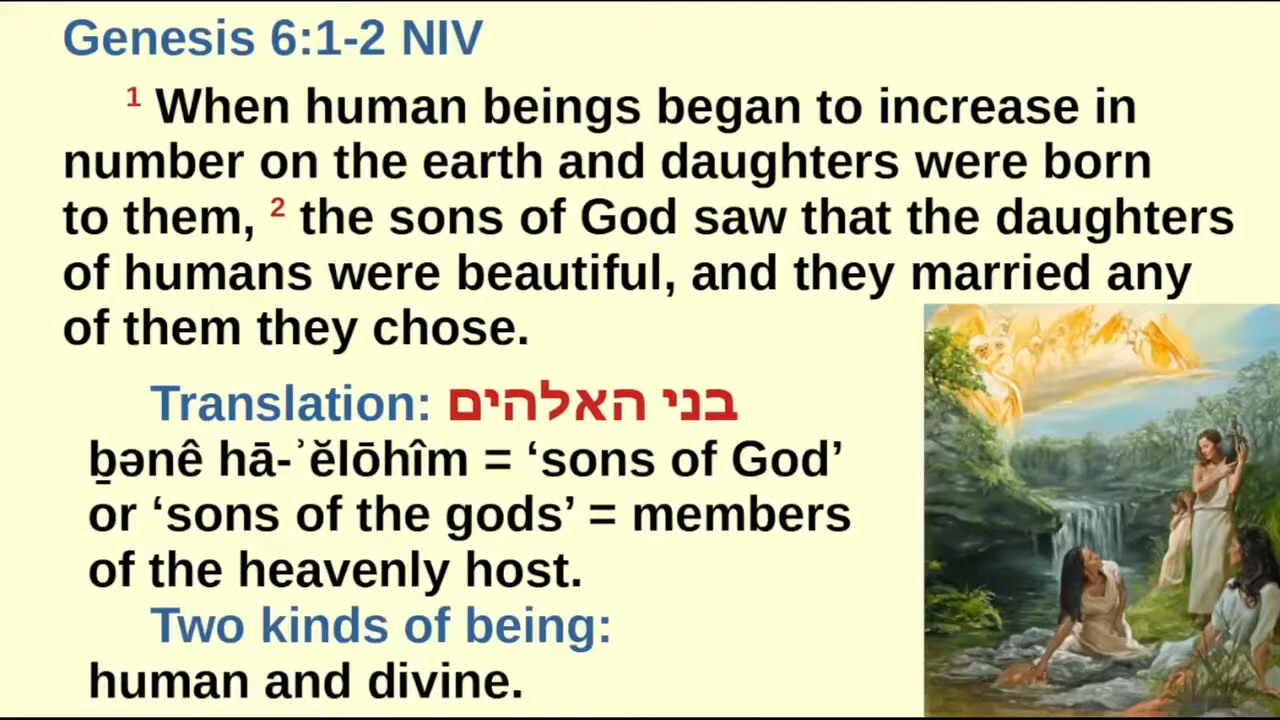 Genesis 6:1-2 NIV
1 When human beings began to increase in
number on the earth and daughters were born
to them, 2 the sons of God saw that the daughters
of humans were beautiful, and they married any
of them they chose.
Translation: בני האלהים
ḇənê hā-ʾĕlōhîm = ‘sons of God’
or ‘sons of the gods’ = members
of the heavenly host.
Two kinds of being:
human and divine.